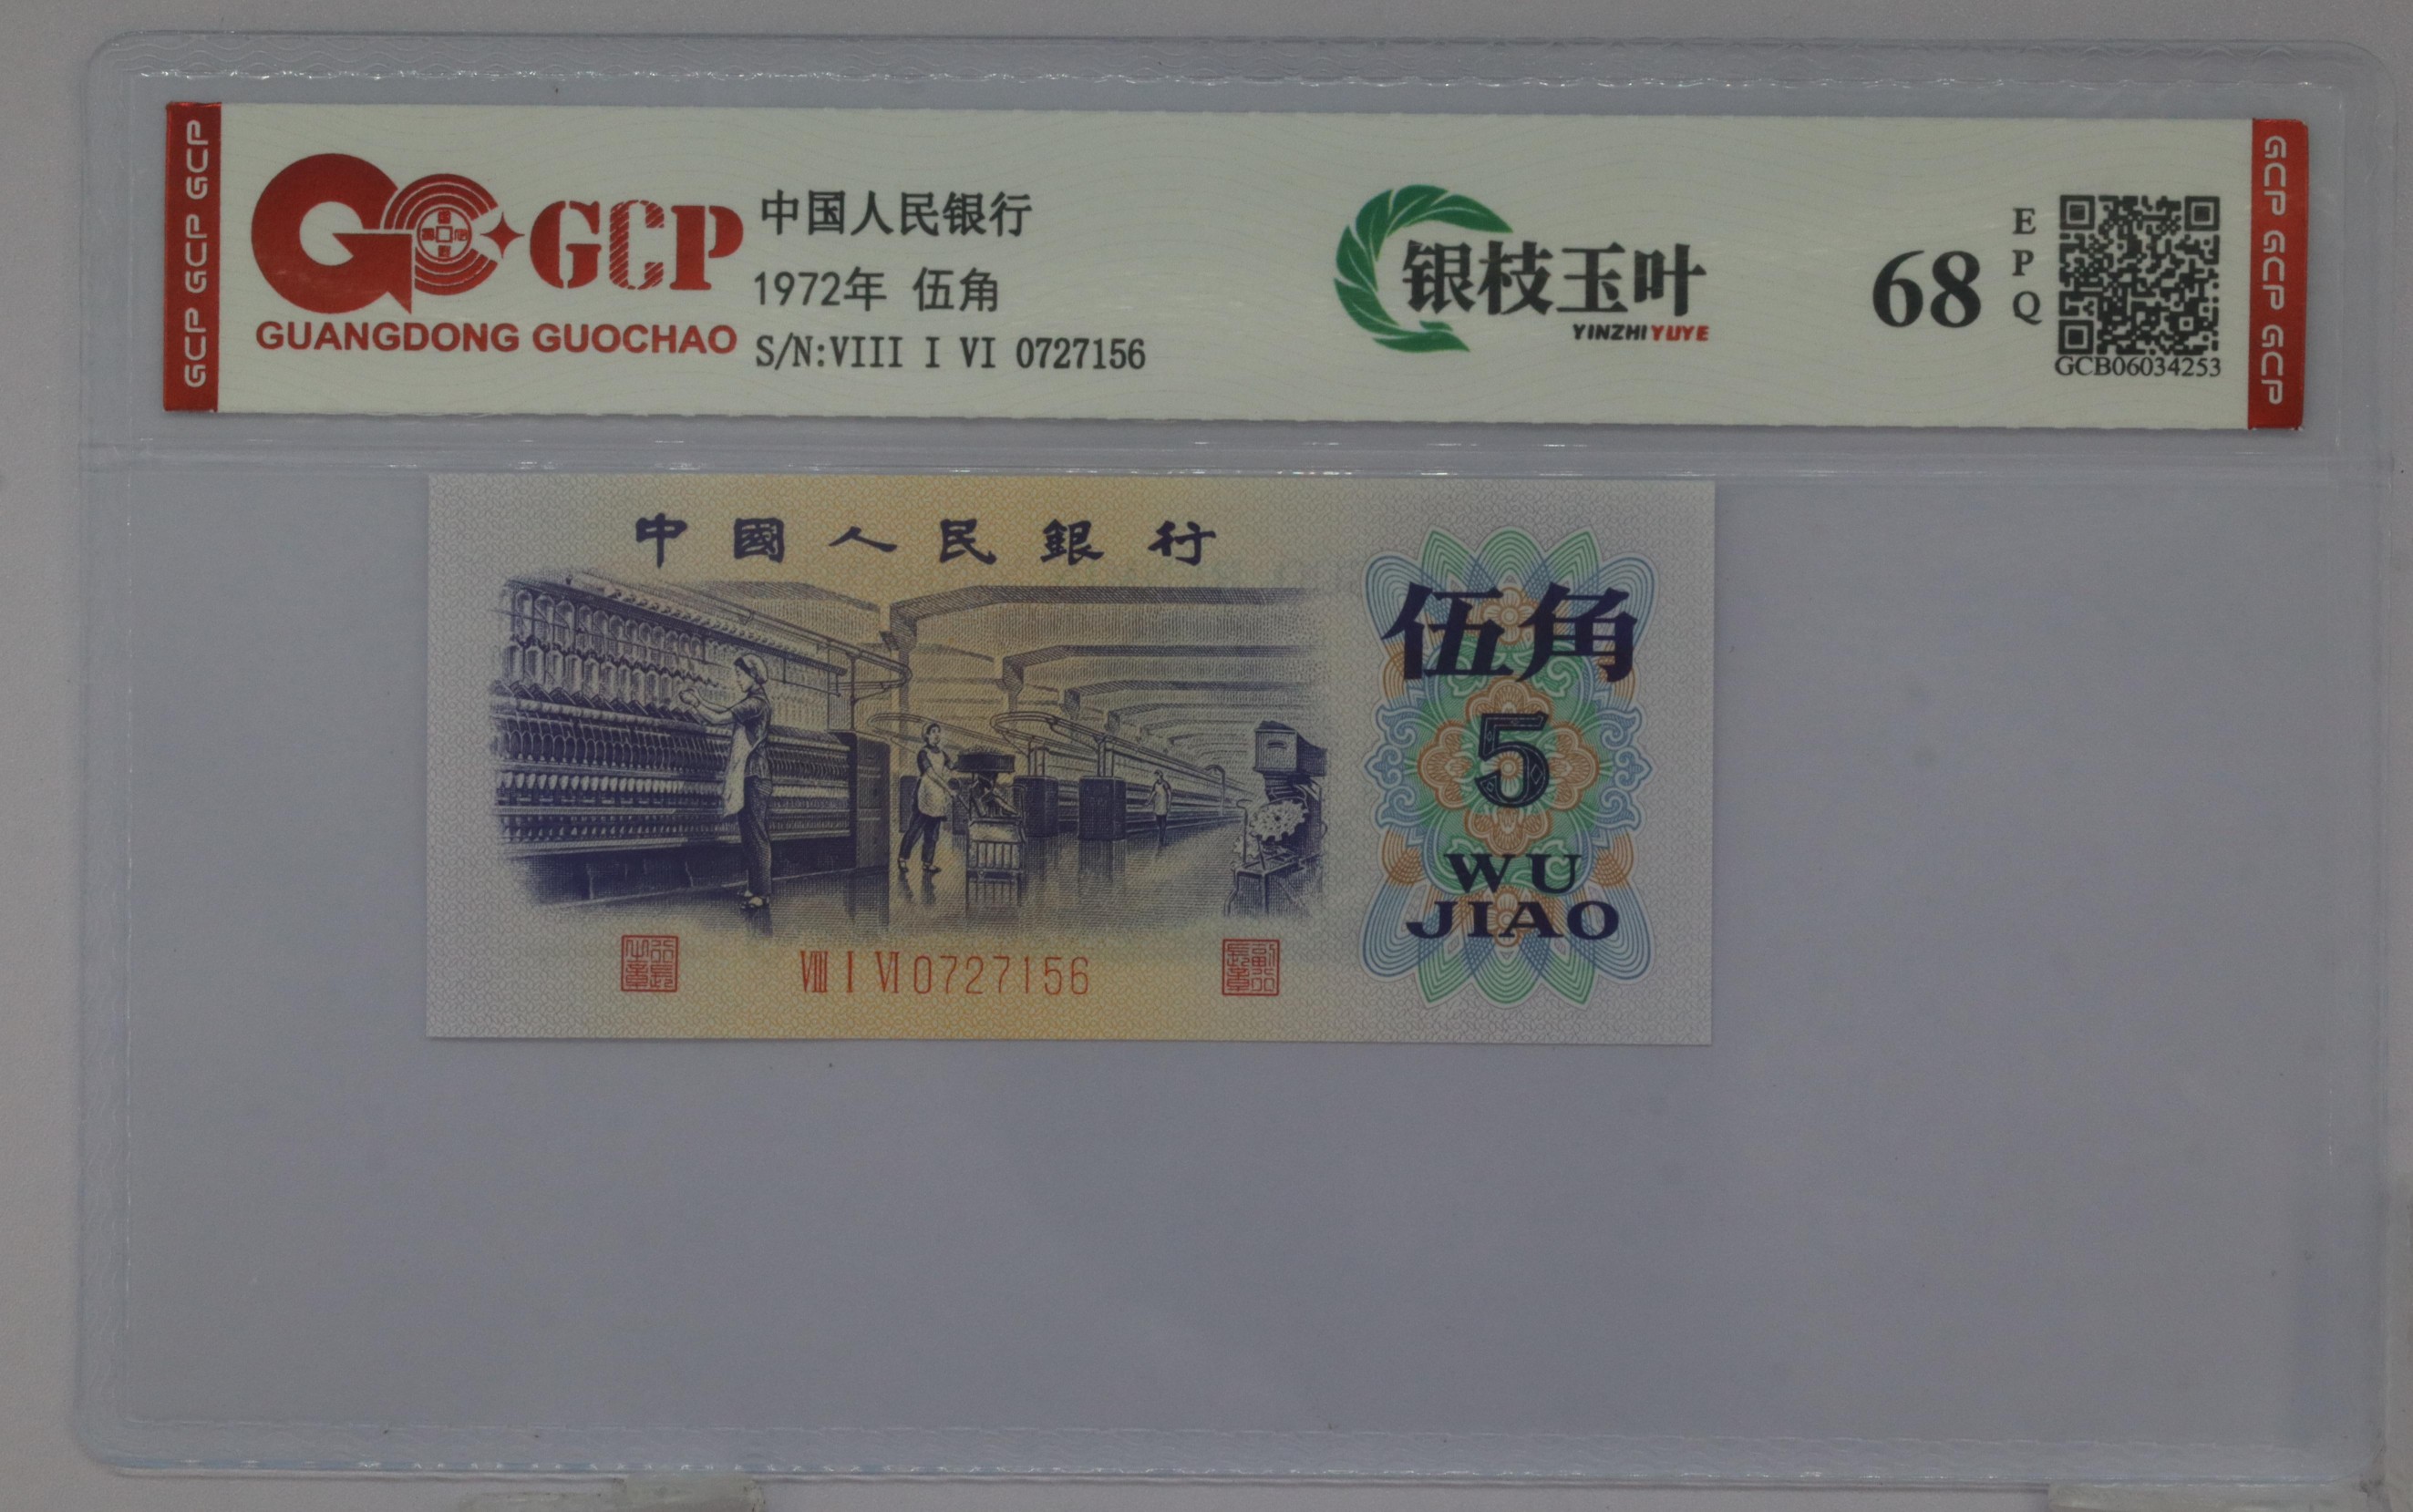 GCP GCP GCP
GCP
GUANGDONG GUOCHAO
中国人民银行
1972年 伍角
S/N:VIII I VI 0727156
银枝玉叶
YINZHIYUYE
68
EPQ
GCB06034253
GCP GCP GCP
中國人民銀行
伍角
5
WU
JIAO
VIII I VI 0727156